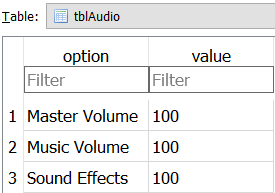 Table: tblAudio
option value
Filter Filter
1 Master Volume 100
2 Music Volume 100
3 Sound Effects 100